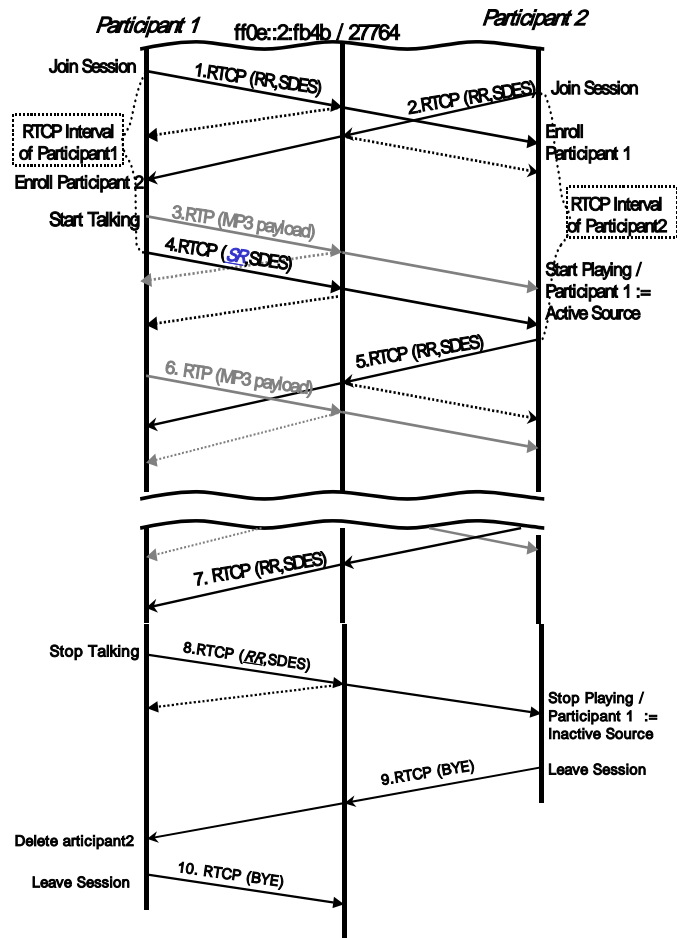 Participant 1
ff0e::2:fb4b / 27764
Participant 2
Join Session
1.RTCP (RR,SDES)
2.RTCP (RR,SDES)
Join Session
RTCP Interval
of Participant1
Enroll
Participant 1
Enroll Participant 2
RTCP Interval
of Participant2
Start Talking
3.RTP (MP3 payload)
4.RTCP (SR,SDES)
Start Playing /
Participant 1 :=
Active Source
5.RTCP (RR,SDES)
6. RTP (MP3 payload)
7. RTCP (RR,SDES)
Stop Talking
8.RTCP (RR,SDES)
Stop Playing /
Participant 1 :=
Inactive Source
9.RTCP (BYE)
Leave Session
Delete articipant2
10. RTCP (BYE)
Leave Session